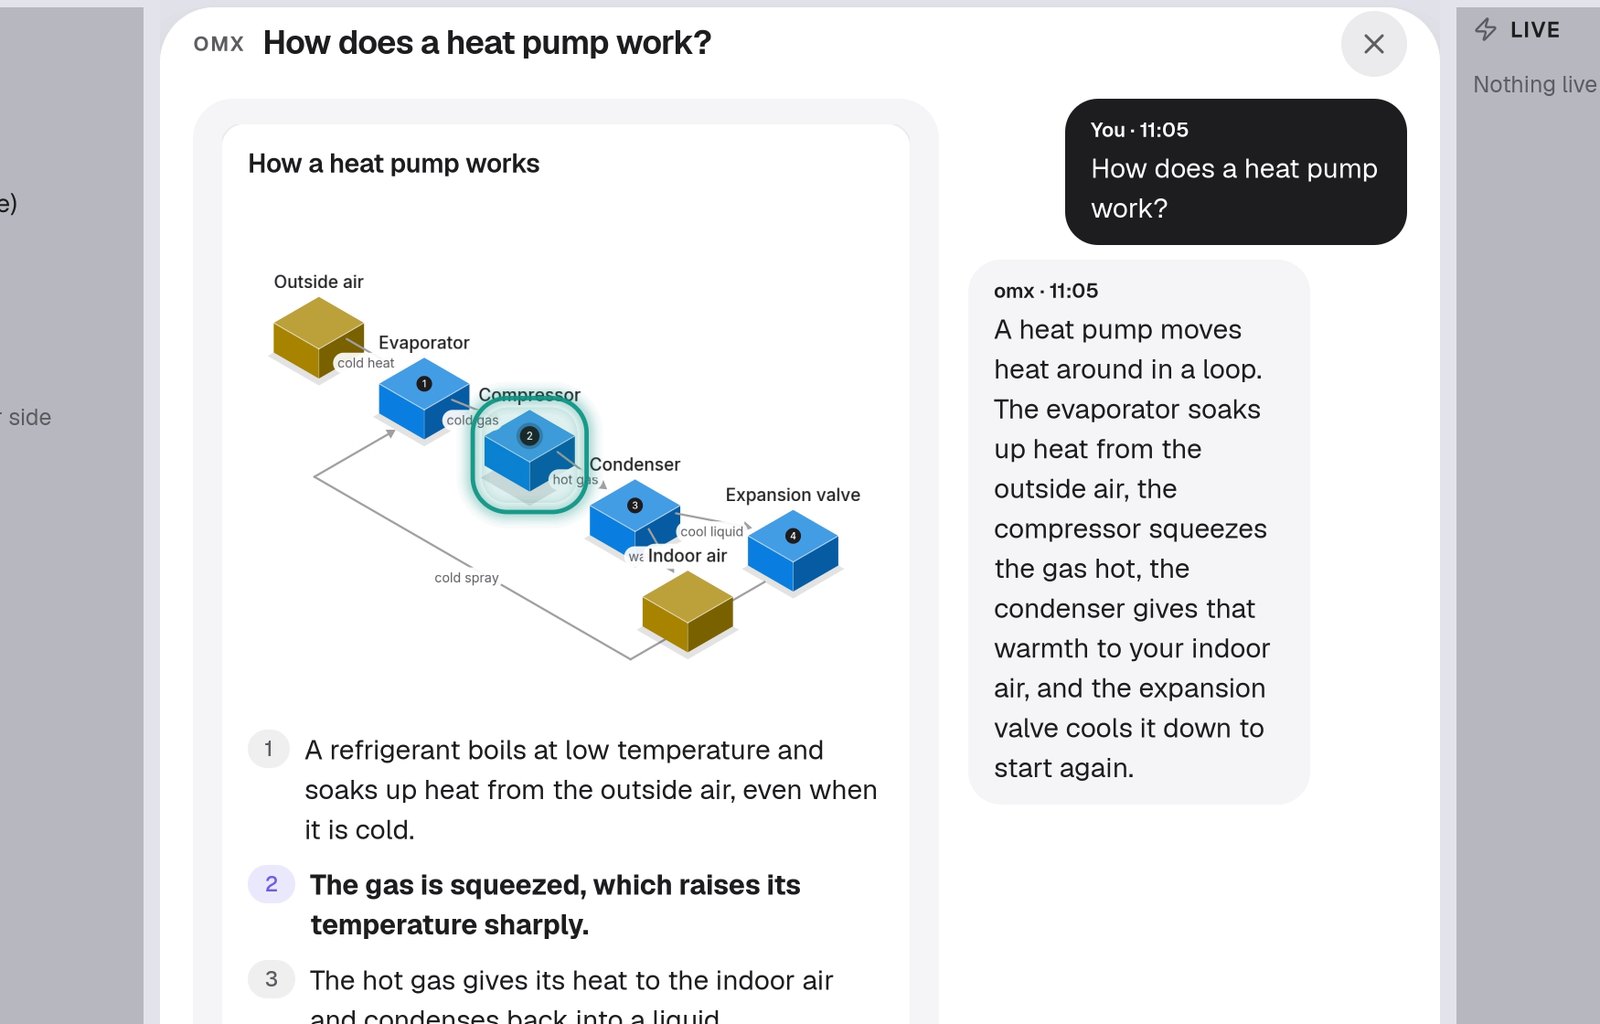 e)
r side
OMX How does a heat pump work?
How a heat pump works
Outside air
cold heat
Evaporator
1
cold gas
Compressor
2
hot gas
Condenser
3
cool liquid
Expansion valve
4
Indoor air
cold spray
1 A refrigerant boils at low temperature and
soaks up heat from the outside air, even when
it is cold.
2 The gas is squeezed, which raises its
temperature sharply.
3 The hot gas gives its heat to the indoor air
and condenses back into a liquid
You · 11:05
How does a heat pump
work?
omx · 11:05
A heat pump moves
heat around in a loop.
The evaporator soaks
up heat from the
outside air, the
compressor squeezes
the gas hot, the
condenser gives that
warmth to your indoor
air, and the expansion
valve cools it down to
start again.
LIVE
Nothing live